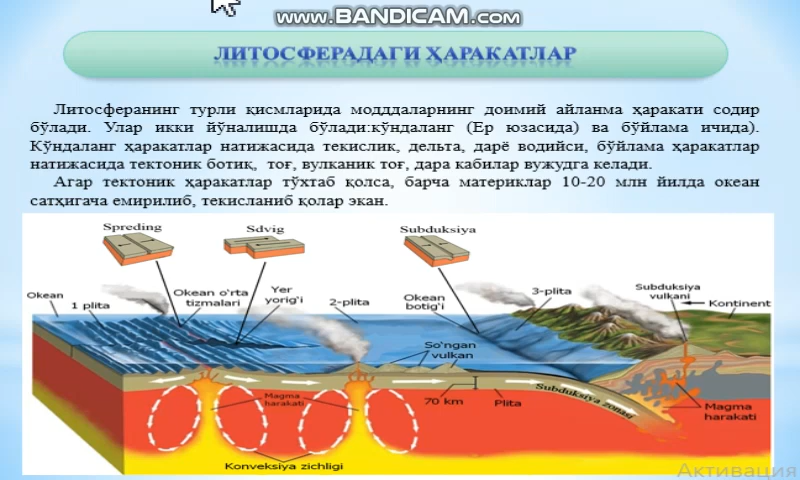 www.BANDICAM.com
ЛИТОСФЕРАДАГИ ҲАРАКАТЛАР
Литосферанинг турли қисмларида модддаларнинг доимий айланма ҳаракати содир
бўлади. Улар икки йўналишда бўлади:кўндаланг (Ер юзасида) ва бўйлама ичида).
Кўндаланг ҳаракатлар натижасида текислик, дельта, дарё водийси, бўйлама ҳаракатлар
натижасида тектоник ботиқ, тоғ, вулканик тоғ, дара кабилар вужудга келади.
Агар тектоник ҳаракатлар тўхтаб қолса, барча материклар 10-20 млн йилда океан
сатҳигача емирилиб, текисланиб қолар экан.
Spreding
Sdvig
Subduksiya
Okean
1 plita
Okean o‘rta
tizmalari
Yer
yorig‘i
2-plita
Okean
botig‘i
3-plita
Subduksiya
vulkani
Kontinent
So‘ngan
vulkan
Magma
harakati
70 km
Plita
Subduksiya zonasi
Magma
harakati
Konveksiya zichligi
Активация